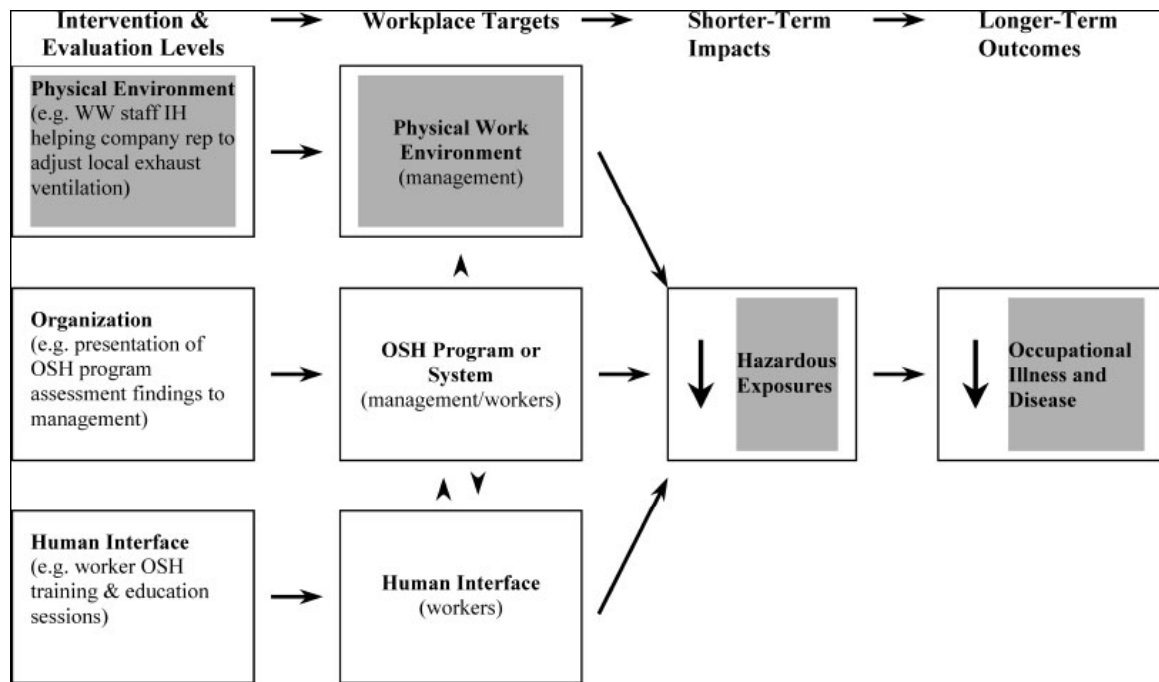 Intervention &
Evaluation Levels
Workplace Targets
Shorter-Term
Impacts
Longer-Term
Outcomes
Physical Environment
(e.g. WW staff IH
helping company rep to
adjust local exhaust
ventilation)
Physical Work
Environment
(management)
Organization
(e.g. presentation of
OSH program
assessment findings to
management)
OSH Program or
System
(management/workers)
Hazardous
Exposures
Occupational
Illness and
Disease
Human Interface
(e.g. worker OSH
training & education
sessions)
Human Interface
(workers)